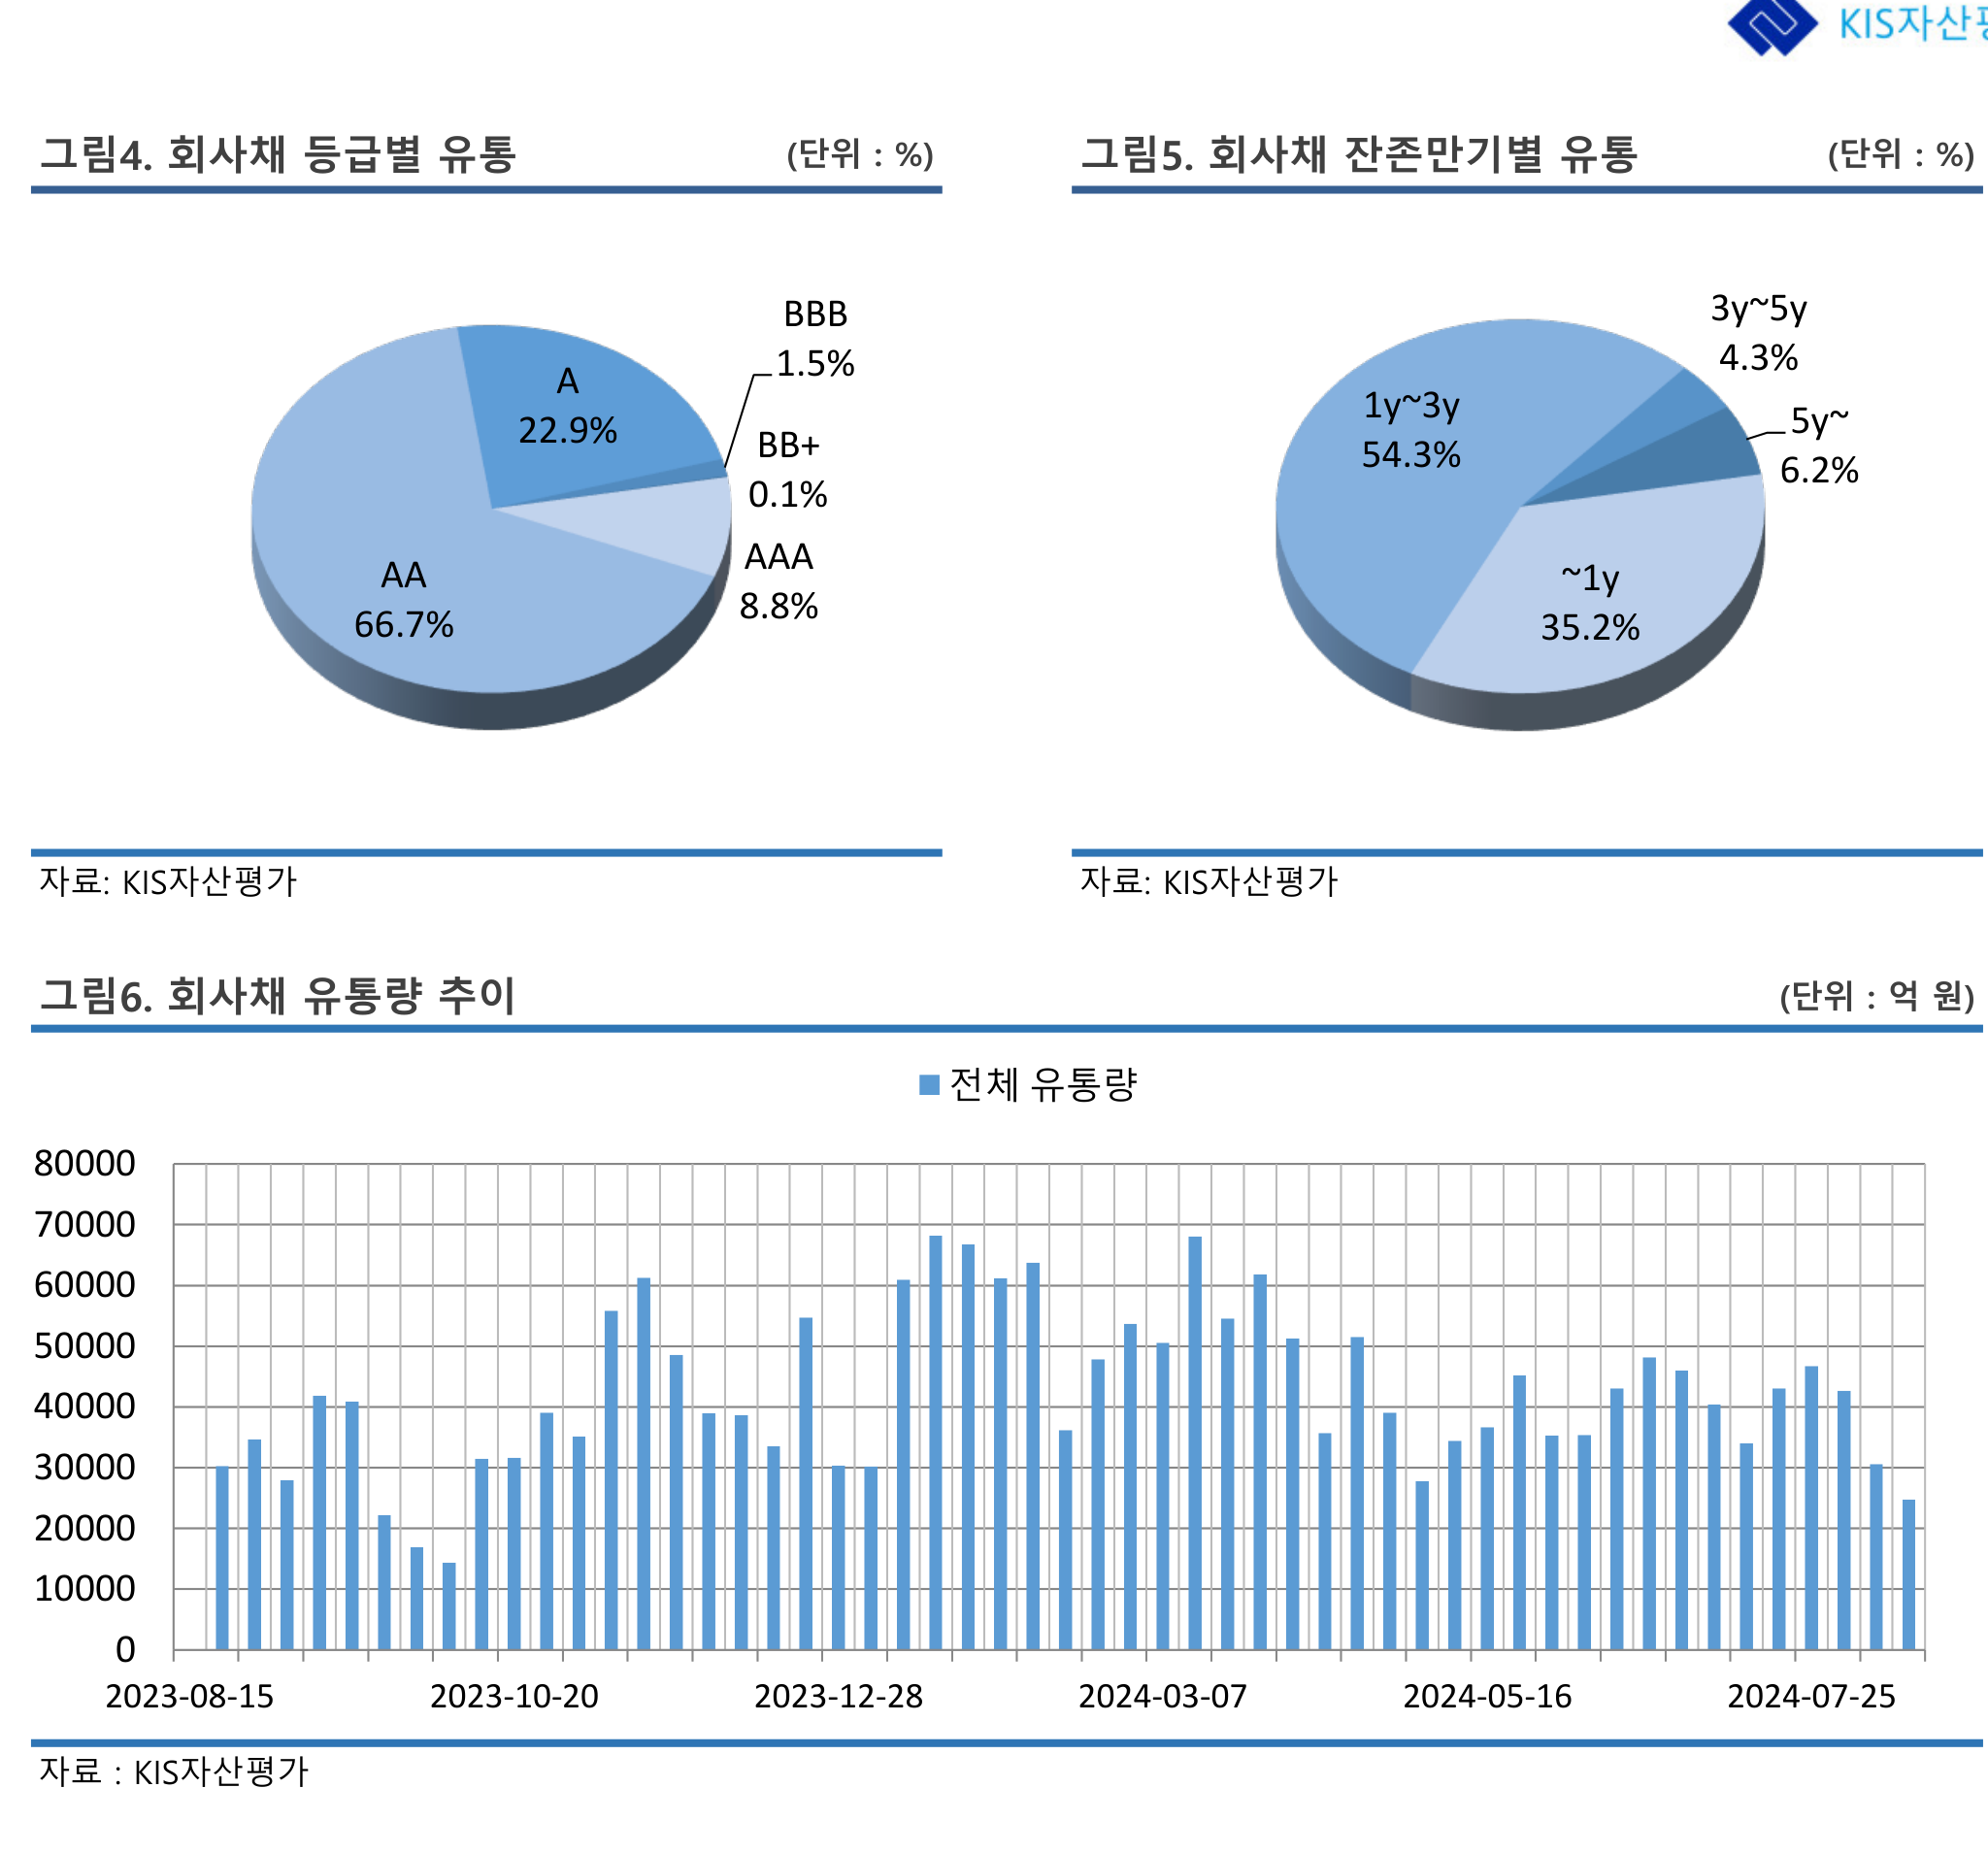 KIS자산
그림4. 회사채 등급별 유통 (단위 : %)
BBB
1.5%
A
22.9%
BB+
0.1%
AAA
8.8%
AA
66.7%
자료: KIS자산평가
그림5. 회사채 잔존만기별 유통 (단위 : %)
3y~5y
4.3%
1y~3y
54.3%
5y~
6.2%
~1y
35.2%
자료: KIS자산평가
그림6. 회사채 유통량 추이 (단위 : 억 원)
전체 유통량
80000
70000
60000
50000
40000
30000
20000
10000
0
2023-08-15 2023-10-20 2023-12-28 2024-03-07 2024-05-16 2024-07-25
자료 : KIS자산평가